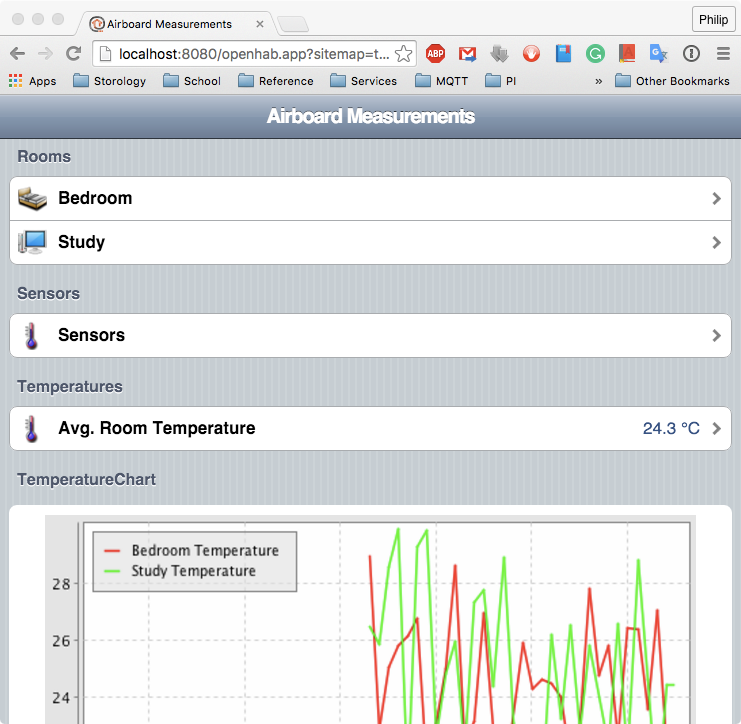 Airboard Measurements
Philip
localhost:8080/openhab.app?sitemap=t...
ABP
G
Apps
Storology
School
Reference
Services
MQTT
PI
»
Other Bookmarks
Airboard Measurements
Rooms
Bedroom
Study
Sensors
Sensors
Temperatures
Avg. Room Temperature 24.3 °C
TemperatureChart
Bedroom Temperature
Study Temperature
28
26
24